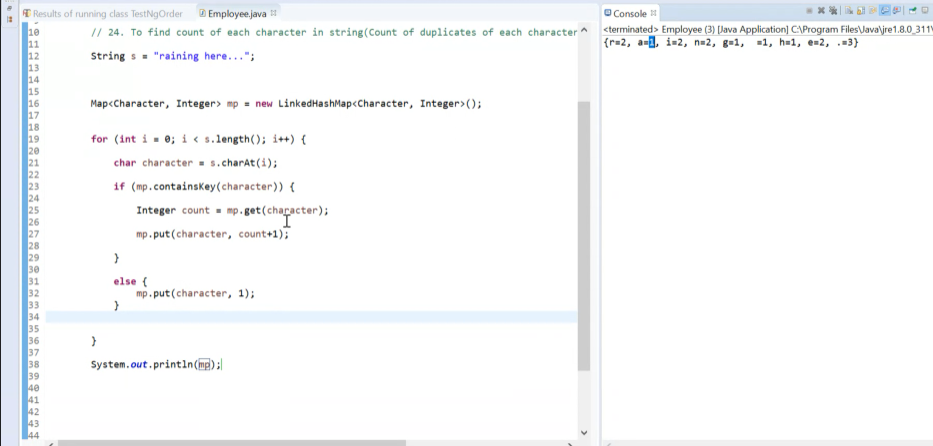 Results of running class TestNgOrder
Employee.java
10 // 24. To find count of each character in string(Count of duplicates of each character
11
12 String s = "raining here...";
13
14
15
16 Map<Character, Integer> mp = new LinkedHashMap<Character, Integer>();
17
18
19 for (int i = 0; i < s.length(); i++) {
20
21 char character = s.charAt(i);
22
23 if (mp.containsKey(character)) {
24
25 Integer count = mp.get(character);
26
27 mp.put(character, count+1);
28
29 }
30
31 else {
32 mp.put(character, 1);
33 }
34
35
36 }
37
38 System.out.println(mp);
39
40
41
42
43
44
Console
<terminated> Employee (3) [Java Application] C:\Program Files\Java\jre1.8.0_311\
{r=2, a=1, i=2, n=2, g=1,  =1, h=1, e=2, .=3}